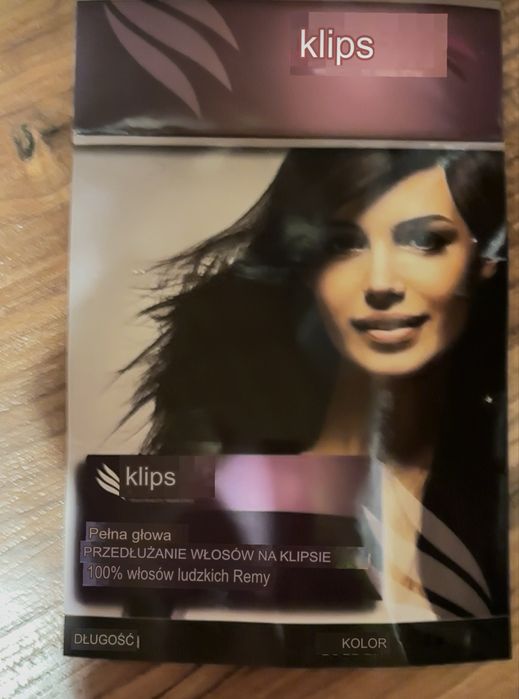 klips
klips
Pełna głowa
PRZEDŁUŻANIE WŁOSÓW NA KLIPSIE
100% włosów ludzkich Remy
DŁUGOŚĆ
KOLOR